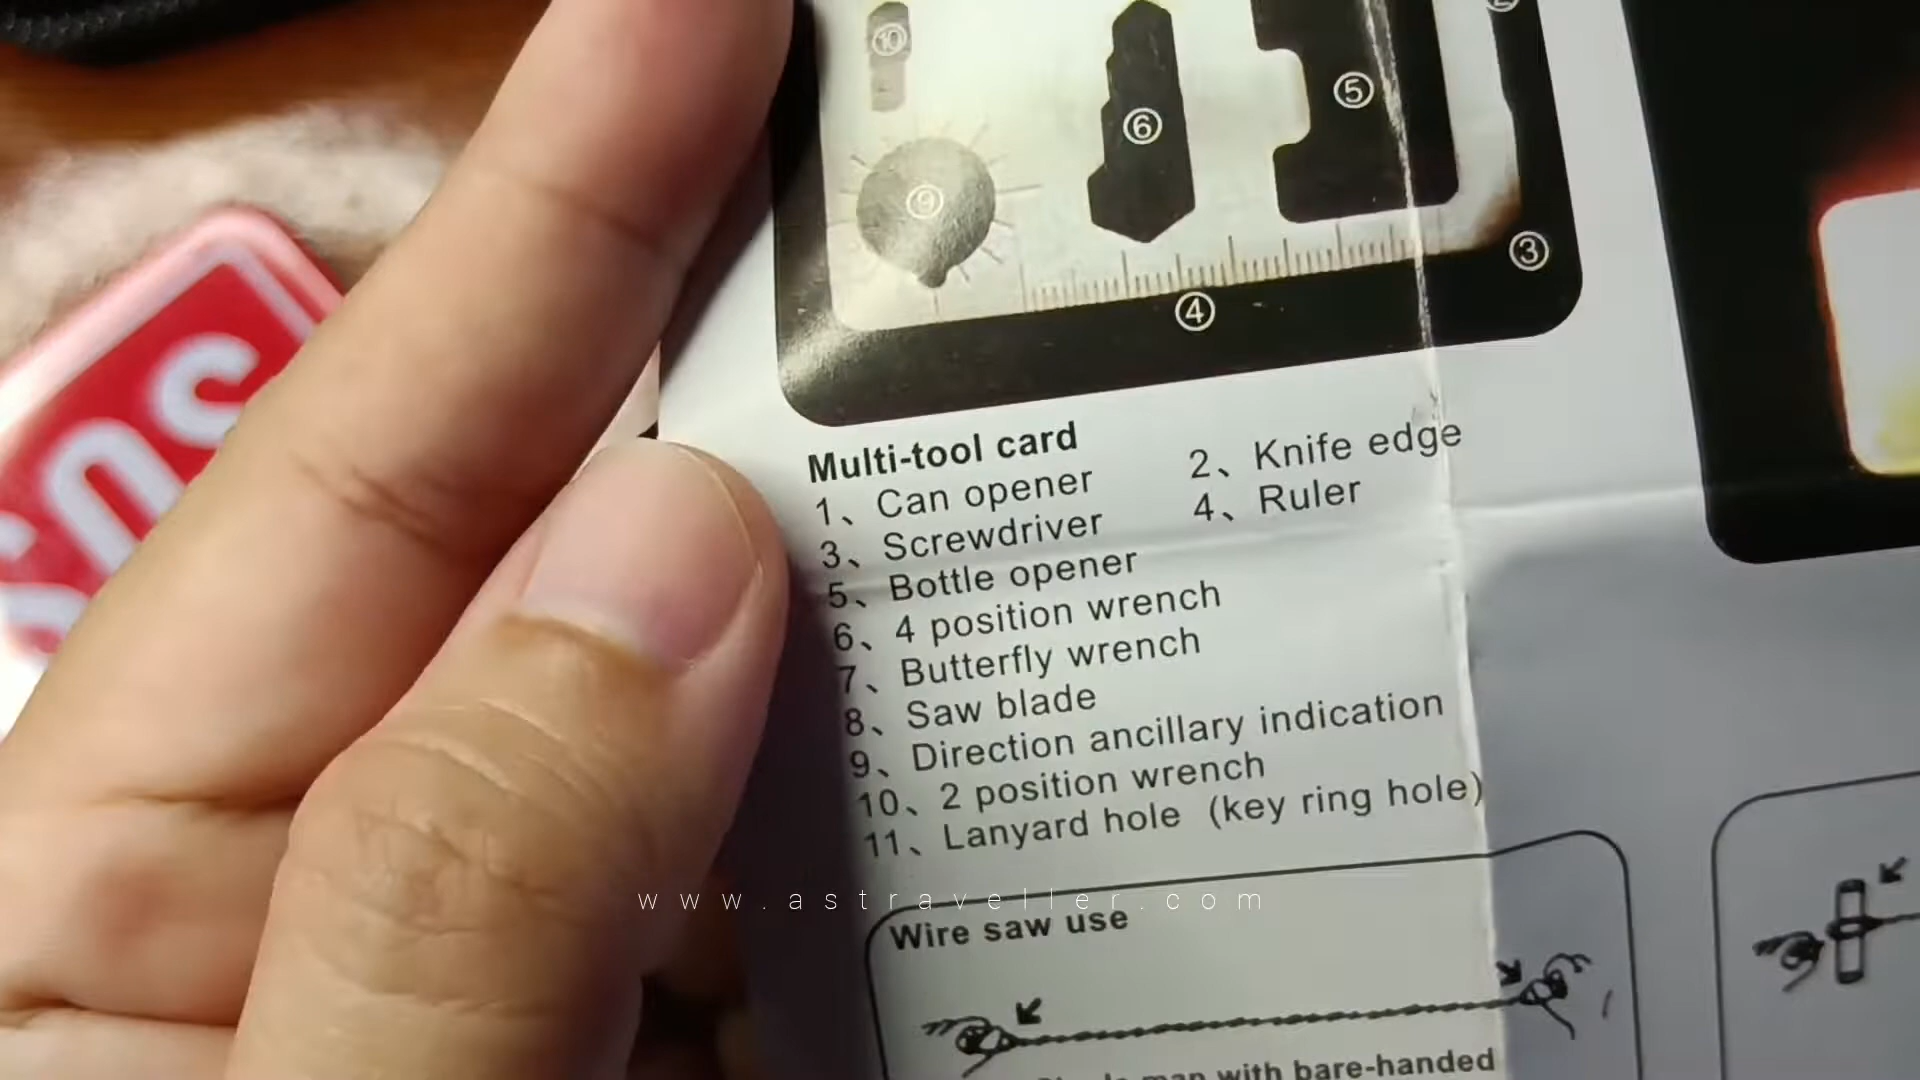 ⑩
⑥
⑤
⑨
③
④
Multi-tool card
1、Can opener 2、Knife edge
3、Screwdriver 4、Ruler
5、Bottle opener
6、4 position wrench
7、Butterfly wrench
8、Saw blade
9、Direction ancillary indication
10、2 position wrench
11、Lanyard hole (key ring hole)
www.astraveller.com
Wire saw use
man with bare-handed
SOS